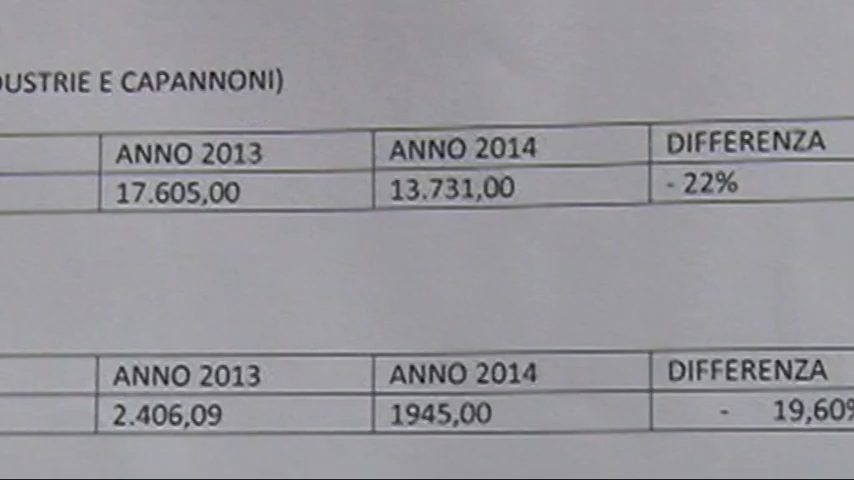 DUSTRIE E CAPANNONI)
ANNO 2013 ANNO 2014 DIFFERENZA
17.605,00 13.731,00 - 22%
ANNO 2013 ANNO 2014 DIFFERENZA
2.406,09 1945,00 - 19,60%